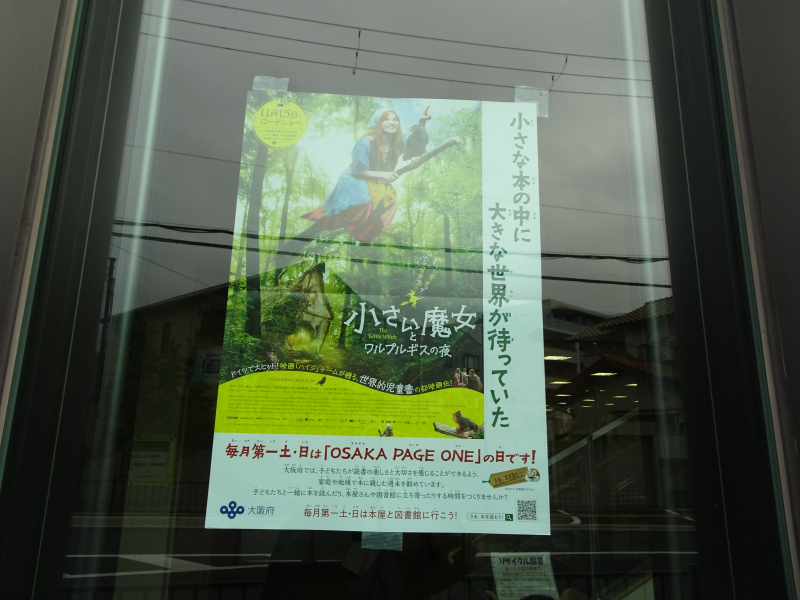 11月15日
ロードショー
小さな本の中に
大きな世界が待っていた
小さい魔女
と
The
Little Witch
ワルプルギスの夜
ドイツで大ヒット!映画「ハイジ」チームが贈る、世界的児童書の初映画化!
毎月第一土・日は「OSAKA PAGE ONE」の日です!
大阪府では、子どもたちが読書の楽しさと大切さを感じることができるよう、
家庭や地域で本に親しむ週末を勧めています。
子どもたちと一緒に本を読んだり、本屋さんや図書館に立ち寄ったりする時間をつくりませんか?
大阪府
毎月第一土・日は本屋と図書館に行こう!
リサイクル図書